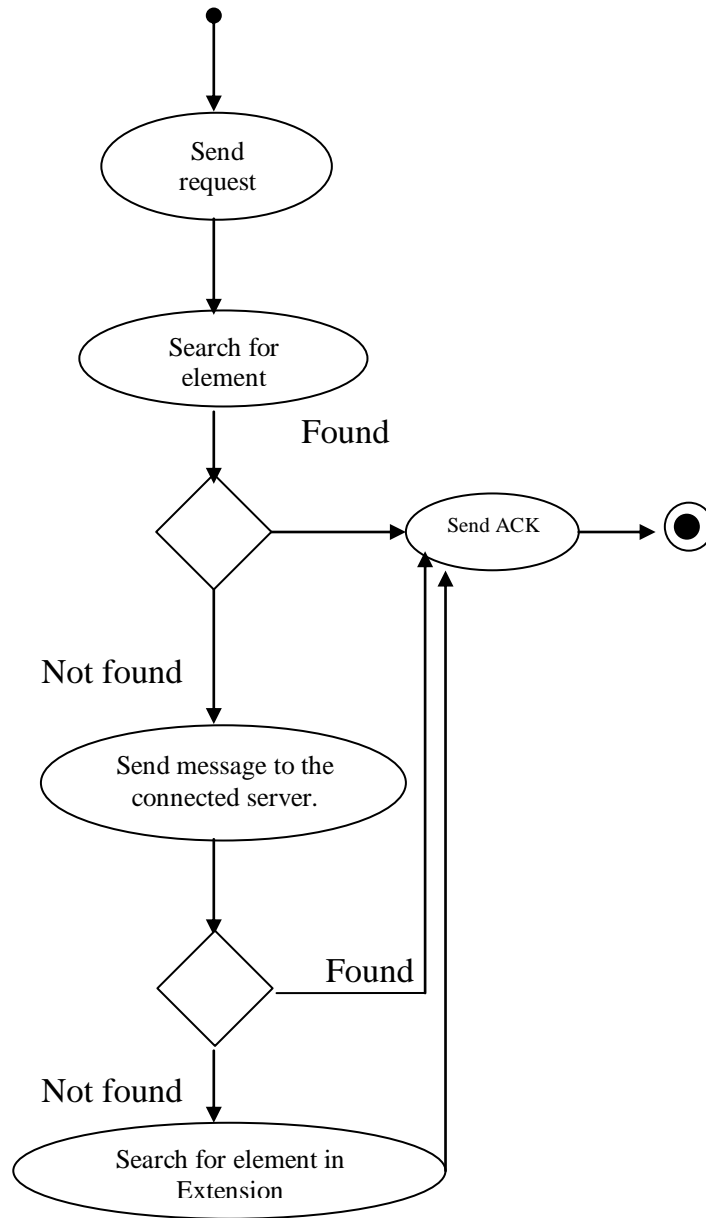 Send
request
Search for
element
Found
Send ACK
Not found
Send message to the
connected server.
Found
Not found
Search for element in
Extension